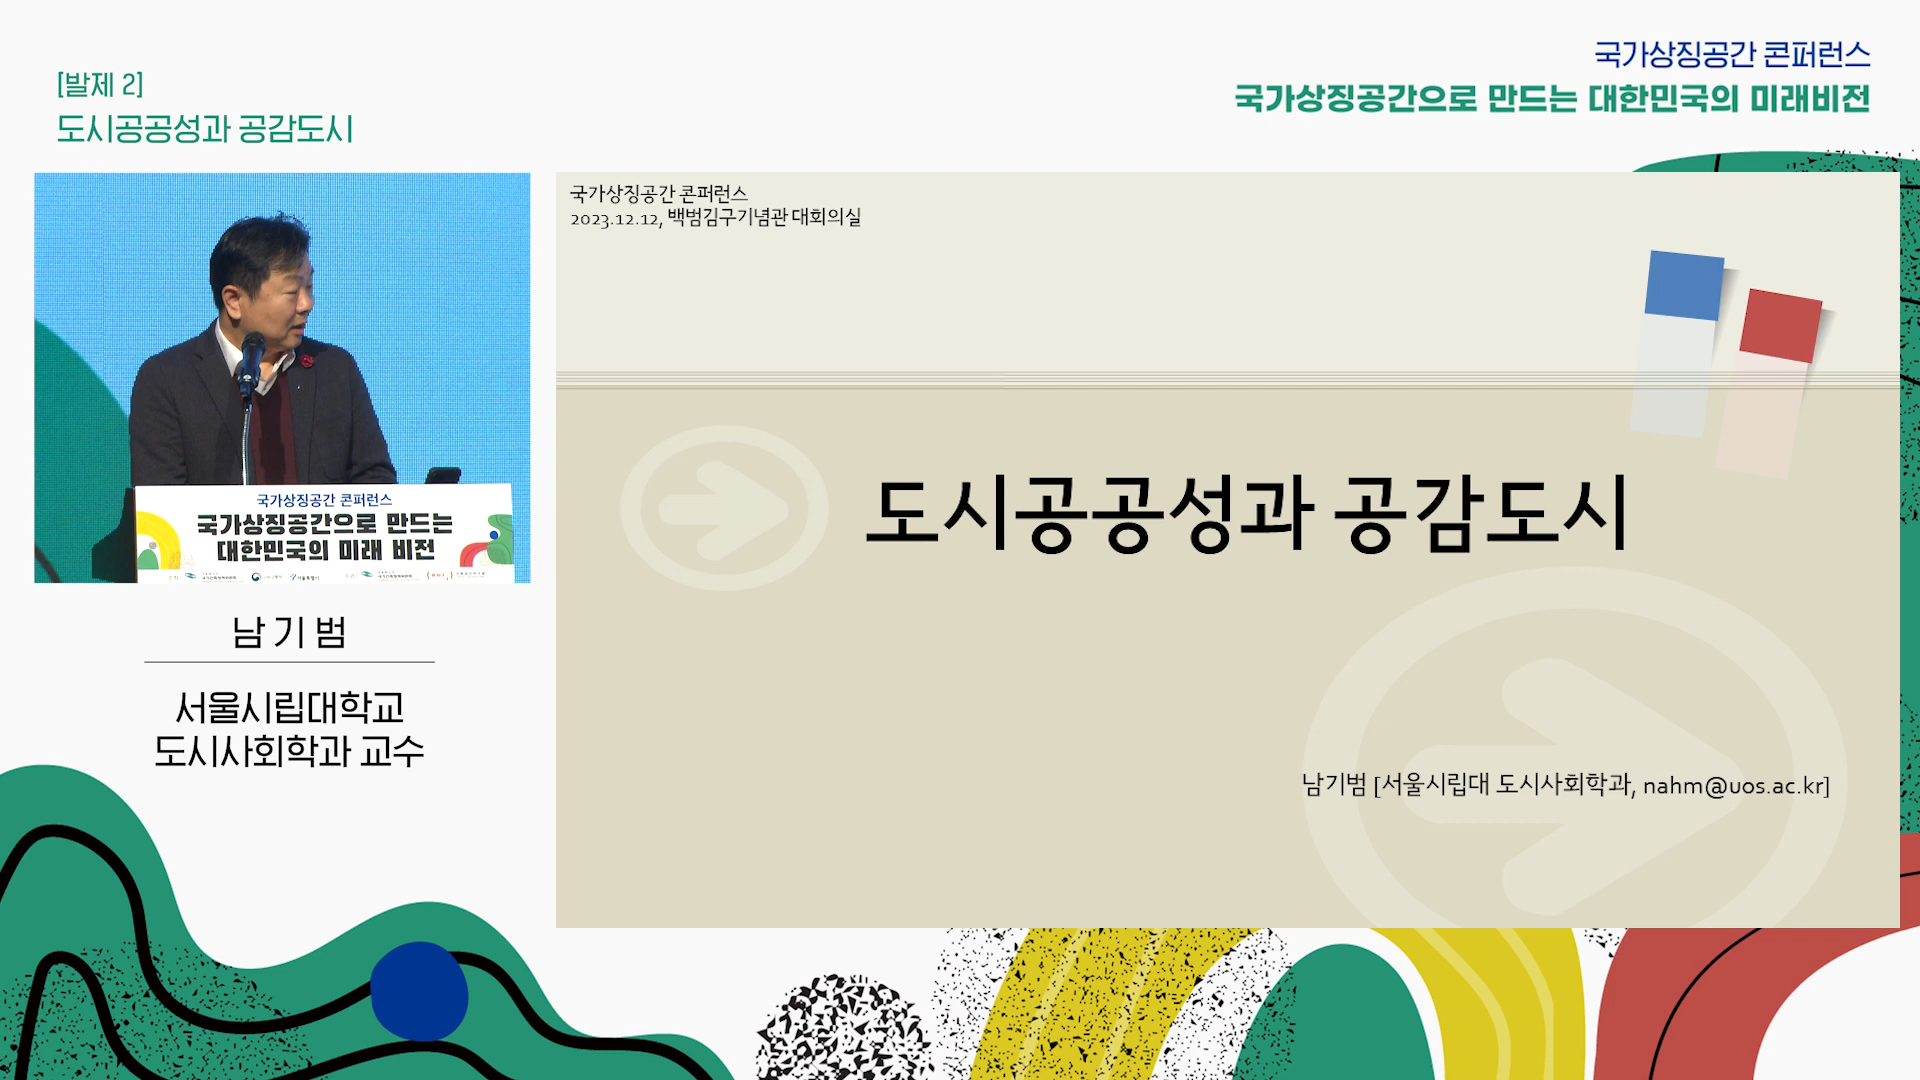 [발제 2]
도시공공성과 공감도시
국가상징공간 콘퍼런스
국가상징공간으로 만드는 대한민국의 미래비전
국가상징공간 콘퍼런스
국가상징공간으로 만드는
대한민국의 미래 비전
남기범
서울시립대학교
도시사회학과 교수
국가상징공간 콘퍼런스
2023.12.12, 백범김구기념관 대회의실
도시공공성과 공감도시
남기범 [서울시립대 도시사회학과, nahm@uos.ac.kr]